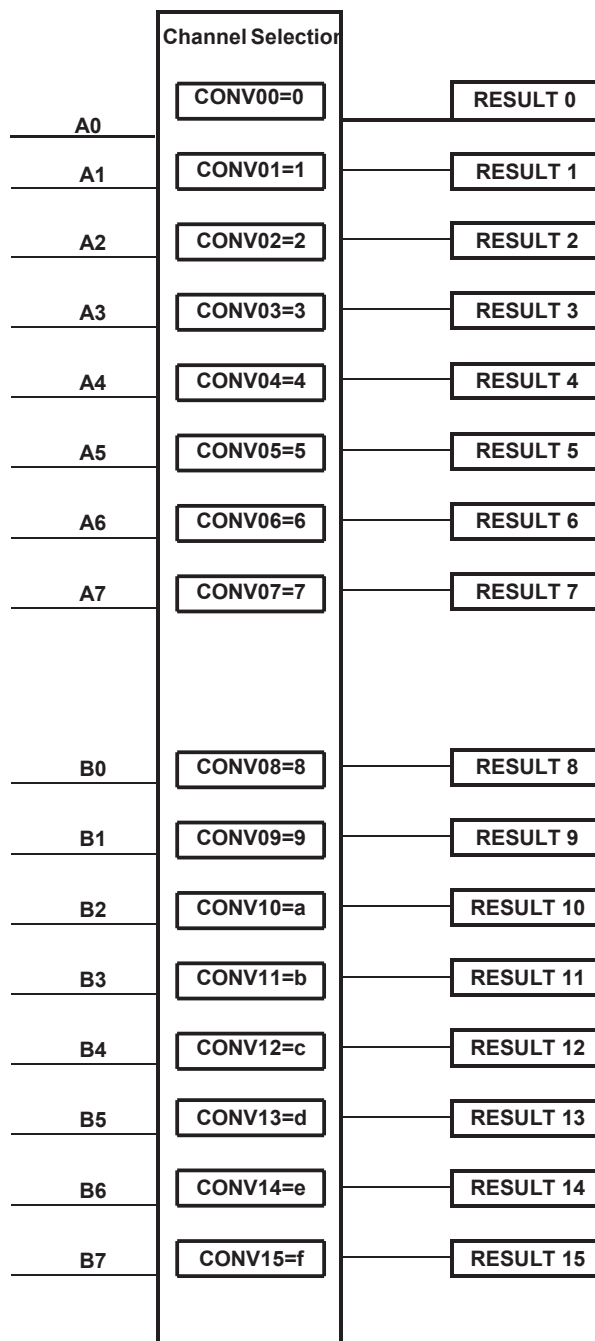 Channel Selection
A0 CONV00=0 RESULT 0
A1 CONV01=1 RESULT 1
A2 CONV02=2 RESULT 2
A3 CONV03=3 RESULT 3
A4 CONV04=4 RESULT 4
A5 CONV05=5 RESULT 5
A6 CONV06=6 RESULT 6
A7 CONV07=7 RESULT 7
B0 CONV08=8 RESULT 8
B1 CONV09=9 RESULT 9
B2 CONV10=a RESULT 10
B3 CONV11=b RESULT 11
B4 CONV12=c RESULT 12
B5 CONV13=d RESULT 13
B6 CONV14=e RESULT 14
B7 CONV15=f RESULT 15